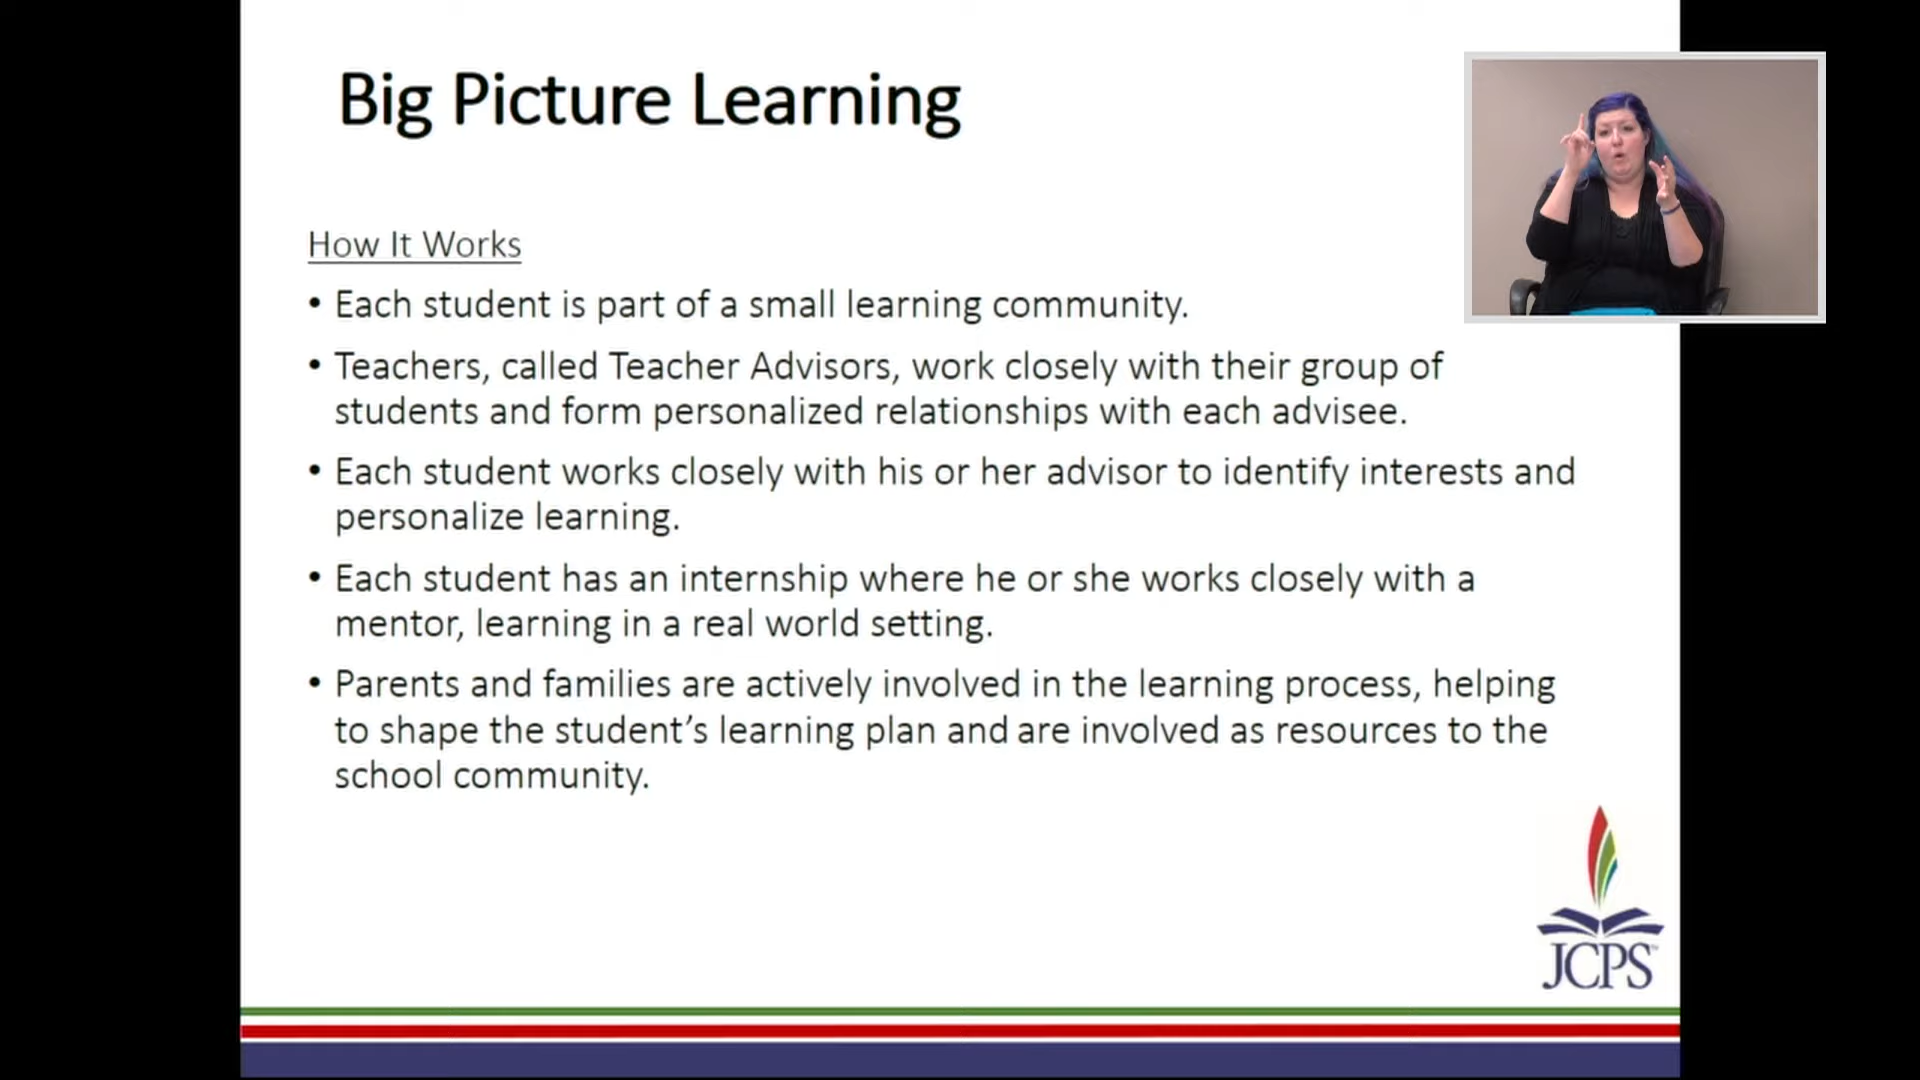 Big Picture Learning
How It Works
• Each student is part of a small learning community.
• Teachers, called Teacher Advisors, work closely with their group of
students and form personalized relationships with each advisee.
• Each student works closely with his or her advisor to identify interests and
personalize learning.
• Each student has an internship where he or she works closely with a
mentor, learning in a real world setting.
• Parents and families are actively involved in the learning process, helping
to shape the student’s learning plan and are involved as resources to the
school community.
JCPS™